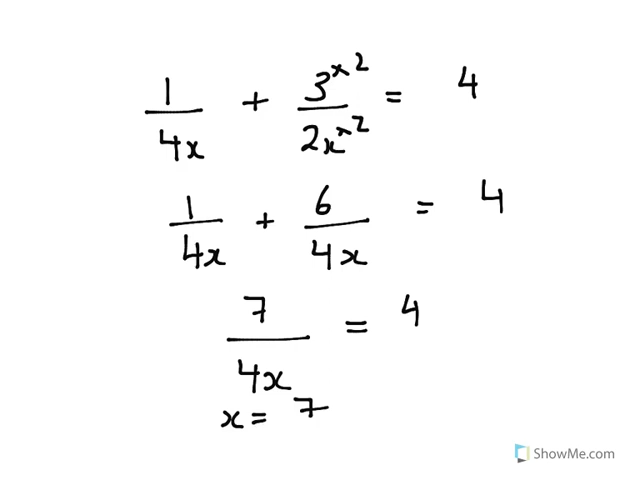 1/4x + 3^×2/2x^×2 = 4
1/4x + 6/4x = 4
7/4x = 4
x = 7
ShowMe.com